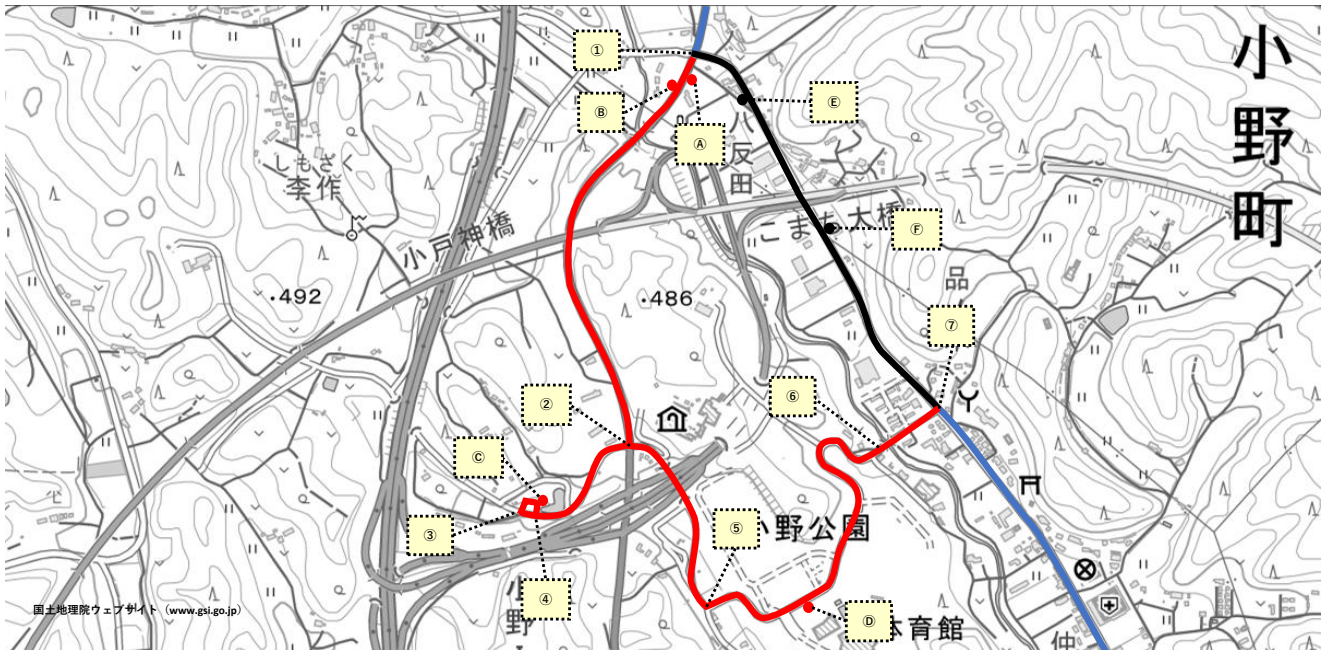 小野町
①
Ⓑ
Ⓐ
Ⓔ
八反田
500
しもざく
李作
小戸神橋
こまち大橋
Ⓕ
・492
・486
品
⑦
②
⑥
Ⓒ
③
④
⑤
小野公園
小野
Ⓓ
体育館
仲
国土地理院ウェブサイト（www.gsi.go.jp）